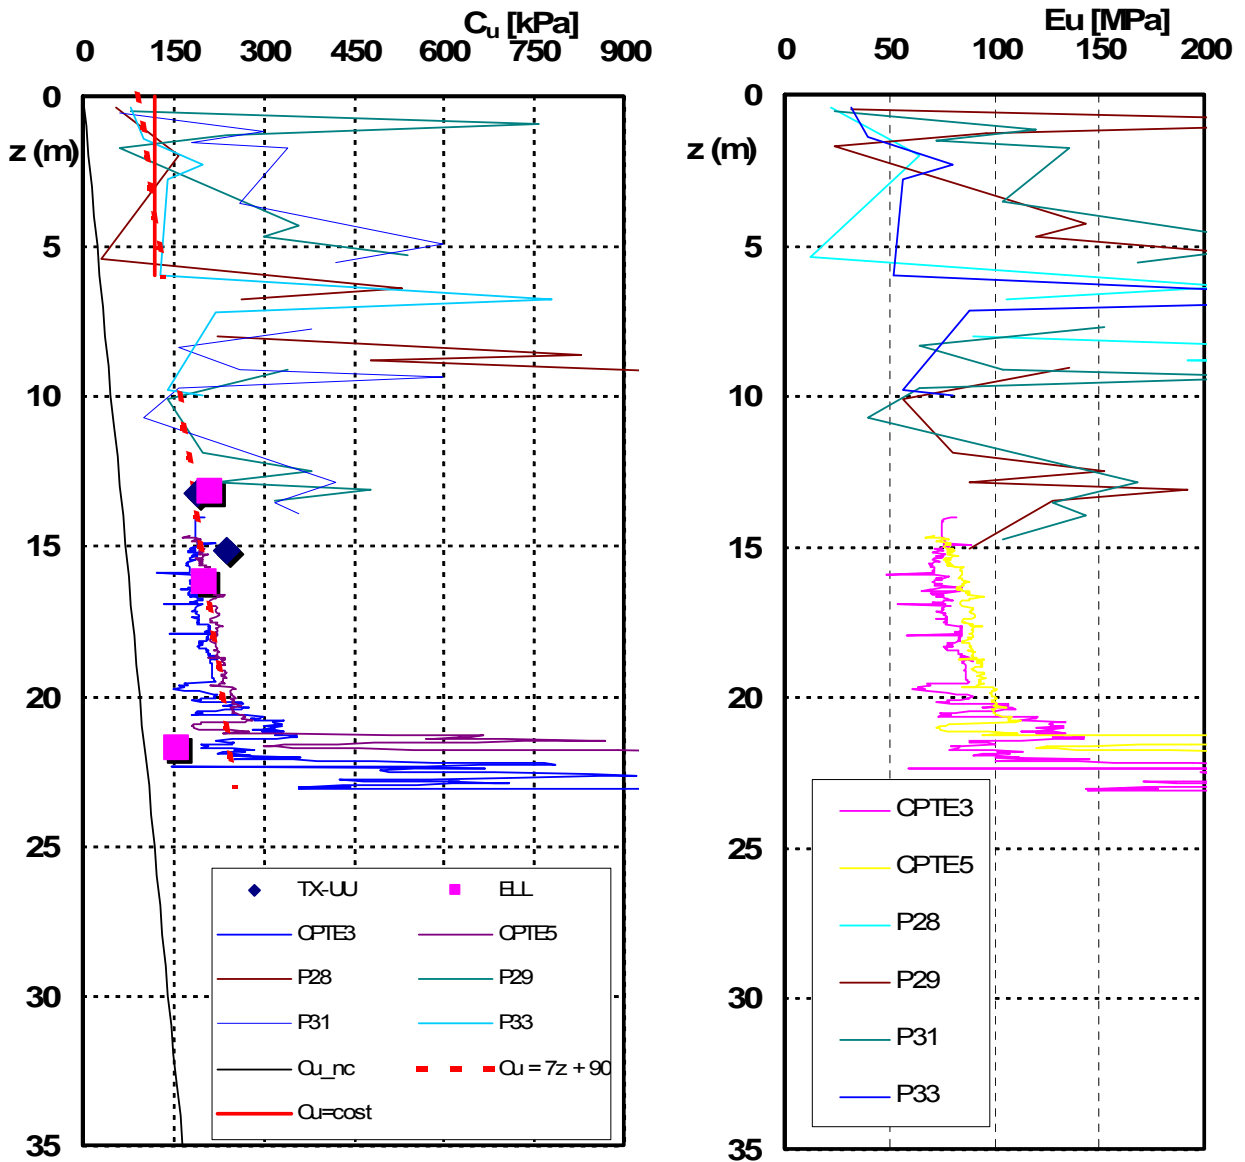 Cu [kPa]
0 150 300 450 600 750 900
0
z (m)
5
10
15
20
25
30
35
TX-UU ELL
CPTE3 CPTE5
P28 P29
P31 P33
Cu_nc Cu = 7z + 90
Cu=cost
Eu [MPa]
0 50 100 150 200
0
z (m)
5
10
15
20
25
30
35
CPTE3
CPTE5
P28
P29
P31
P33